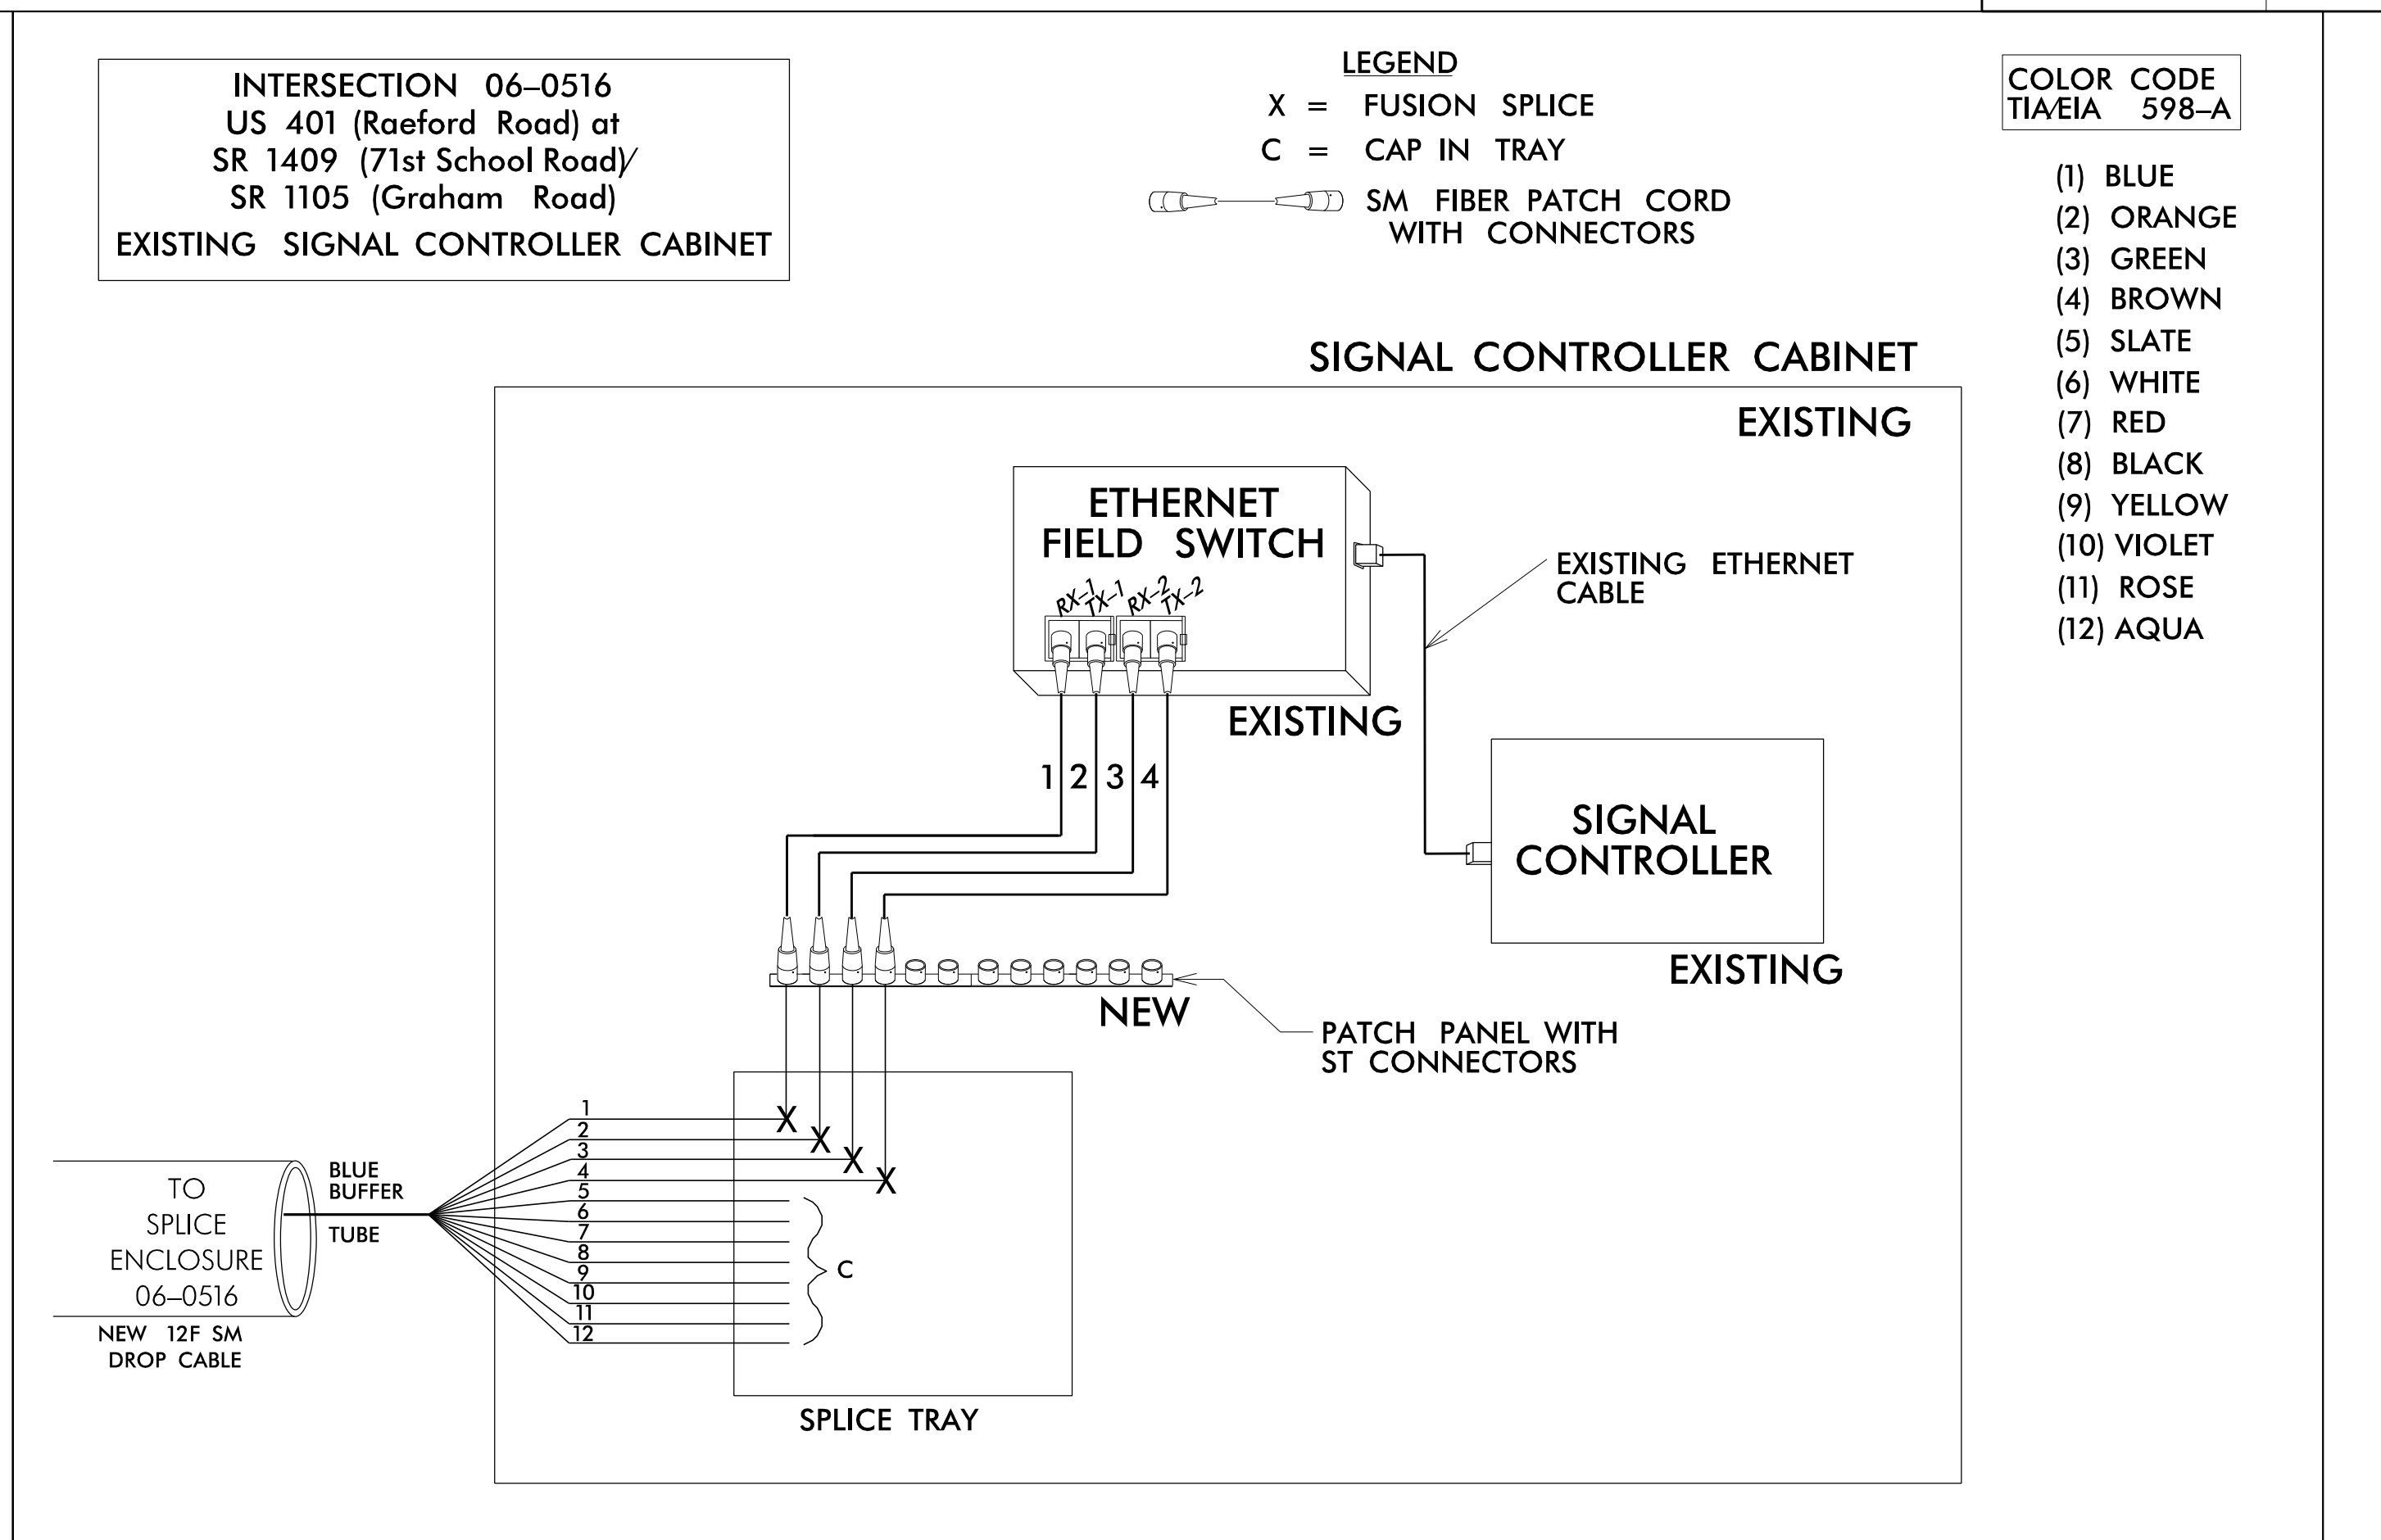 INTERSECTION 06-0516
US 401 (Raeford Road) at
SR 1409 (71st School Road)/
SR 1105 (Graham Road)
EXISTING SIGNAL CONTROLLER CABINET
LEGEND
X = FUSION SPLICE
C = CAP IN TRAY
SM FIBER PATCH CORD
WITH CONNECTORS
COLOR CODE
TIA/EIA 598-A
(1) BLUE
(2) ORANGE
(3) GREEN
(4) BROWN
(5) SLATE
(6) WHITE
(7) RED
(8) BLACK
(9) YELLOW
(10) VIOLET
(11) ROSE
(12) AQUA
SIGNAL CONTROLLER CABINET
EXISTING
ETHERNET
FIELD SWITCH
RX-1
TX-1
RX-2
TX-2
EXISTING
EXISTING ETHERNET
CABLE
1 2 3 4
SIGNAL
CONTROLLER
EXISTING
NEW
PATCH PANEL WITH
ST CONNECTORS
X
X
X
X
1
2
3
4
5
6
7
8
9
10
11
12
C
BLUE
BUFFER
TUBE
TO
SPLICE
ENCLOSURE
06-0516
NEW 12F SM
DROP CABLE
SPLICE TRAY